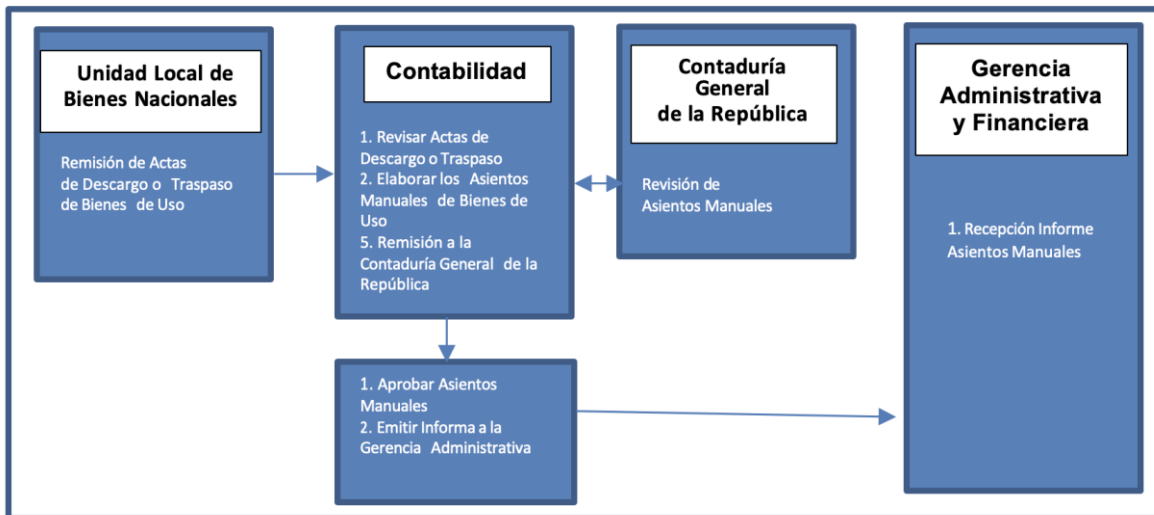 Unidad Local de
Bienes Nacionales
Remisión de Actas
de Descargo o Traspaso
de Bienes de Uso
Contabilidad
1. Revisar Actas de
Descargo o Traspaso
2. Elaborar los Asientos
Manuales de Bienes de
Uso
5. Remisión a la
Contaduría General de la
República
1. Aprobar Asientos
Manuales
2. Emitir Informa a la
Gerencia Administrativa
Contaduría
General
de la República
Revisión de
Asientos Manuales
Gerencia
Administrativa
y Financiera
1. Recepción Informe
Asientos Manuales